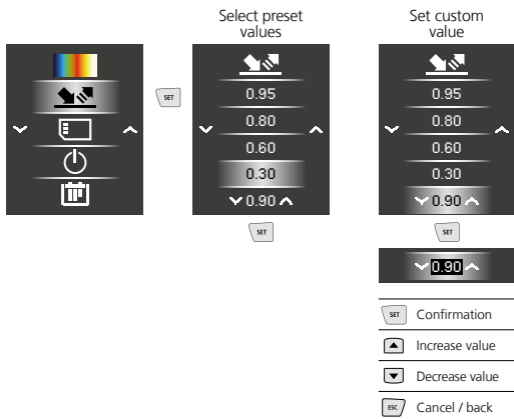 Select preset
values
Set custom
value
SET
0.95
0.80
0.60
0.30
0.90
SET
0.95
0.80
0.60
0.30
0.90
SET
0.90
SET Confirmation
Increase value
Decrease value
ESC Cancel / back